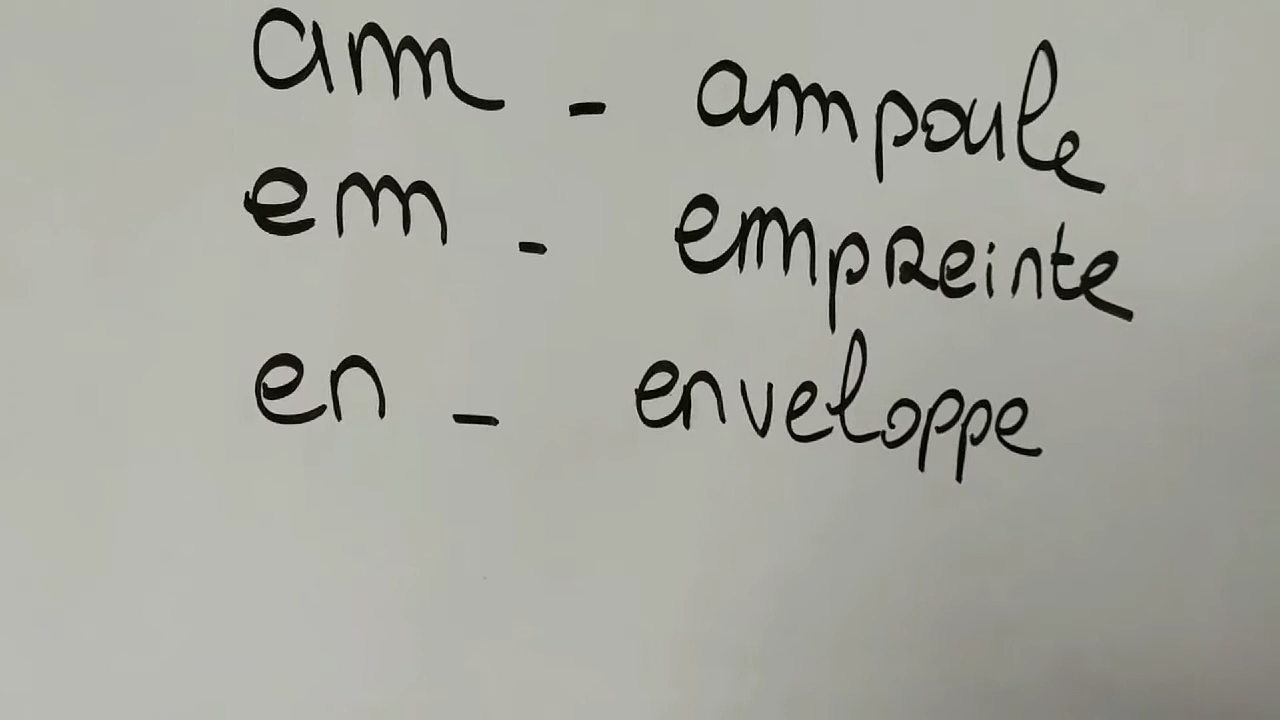 am - ampoule
em - empreinte
en - enveloppe